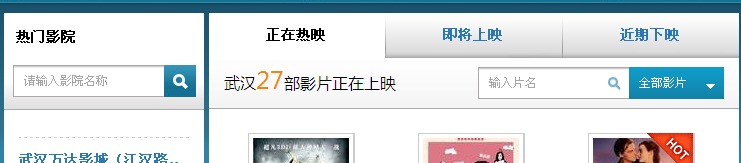 热门影院
请输入影院名称
武汉万达影城（江汉路..
正在热映
即将上映
近期下映
武汉27部影片正在上映
输入片名
全部影片
HOT